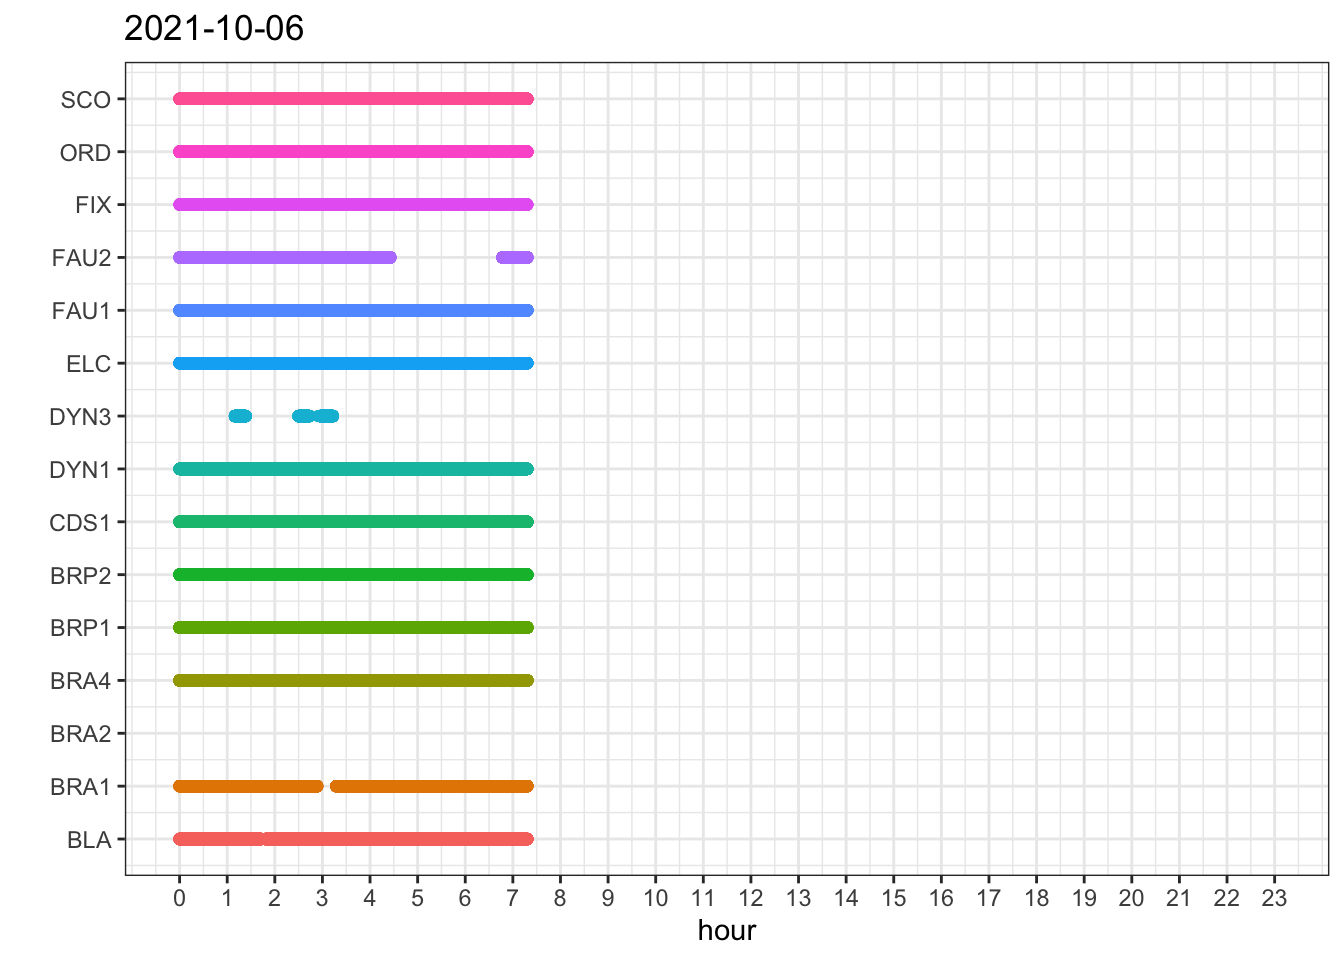 2021-10-06
SCO
ORD
FIX
FAU2
FAU1
ELC
DYN3
DYN1
CDS1
BRP2
BRP1
BRA4
BRA2
BRA1
BLA
0 1 2 3 4 5 6 7 8 9 10 11 12 13 14 15 16 17 18 19 20 21 22 23
hour